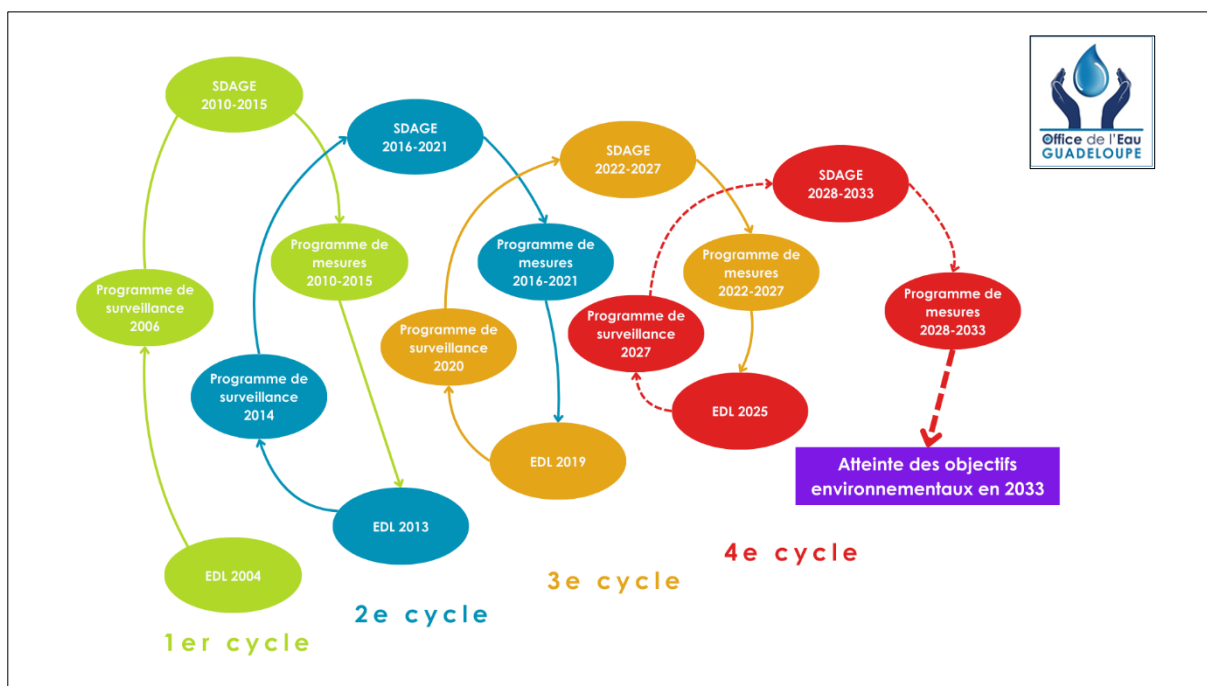 SDAGE
2010-2015
Programme de
surveillance
2006
Programme de
mesures
2010-2015
EDL 2004
1er cycle
SDAGE
2016-2021
Programme de
surveillance
2014
Programme de
mesures
2016-2021
EDL 2013
2e cycle
SDAGE
2022-2027
Programme de
surveillance
2020
Programme de
mesures
2022-2027
EDL 2019
3e cycle
SDAGE
2028-2033
Programme de
surveillance
2027
Programme de
mesures
2028-2033
EDL 2025
4e cycle
Atteinte des objectifs
environnementaux en 2033
Office de l'Eau
GUADELOUPE